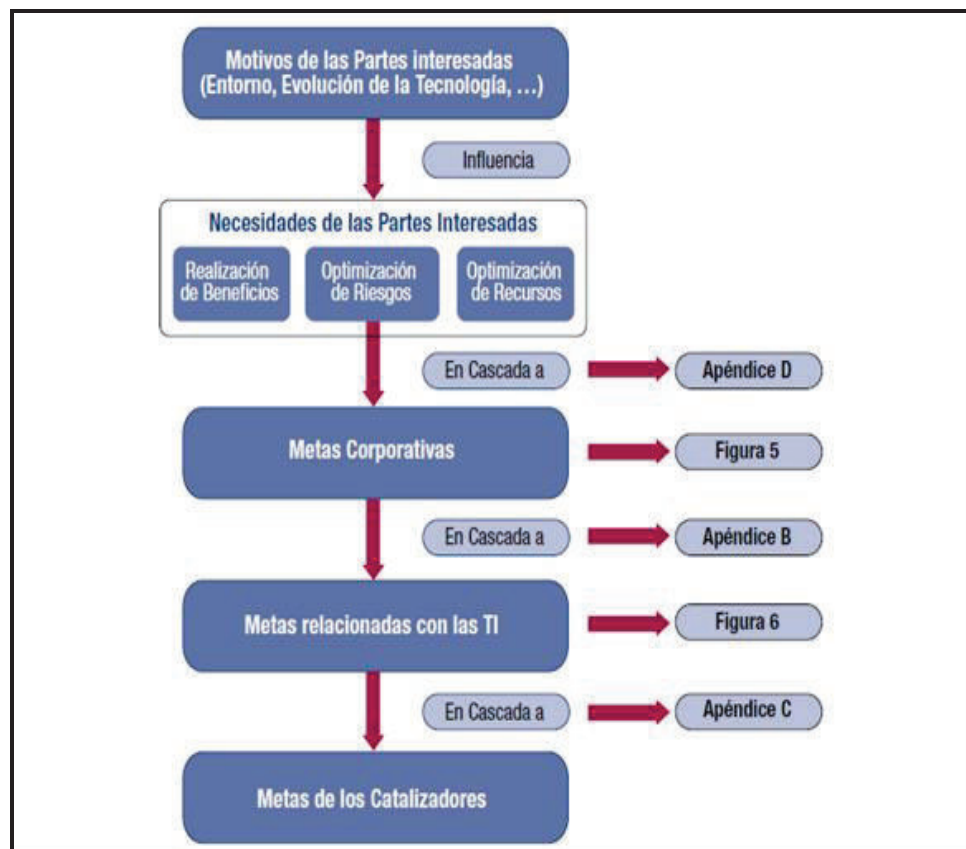 Motivos de las Partes interesadas
(Entorno, Evolución de la Tecnología, …)
Influencia
Necesidades de las Partes Interesadas
Realización
de Beneficios
Optimización
de Riesgos
Optimización
de Recursos
En Cascada a
Apéndice D
Metas Corporativas
Figura 5
En Cascada a
Apéndice B
Metas relacionadas con las TI
Figura 6
En Cascada a
Apéndice C
Metas de los Catalizadores